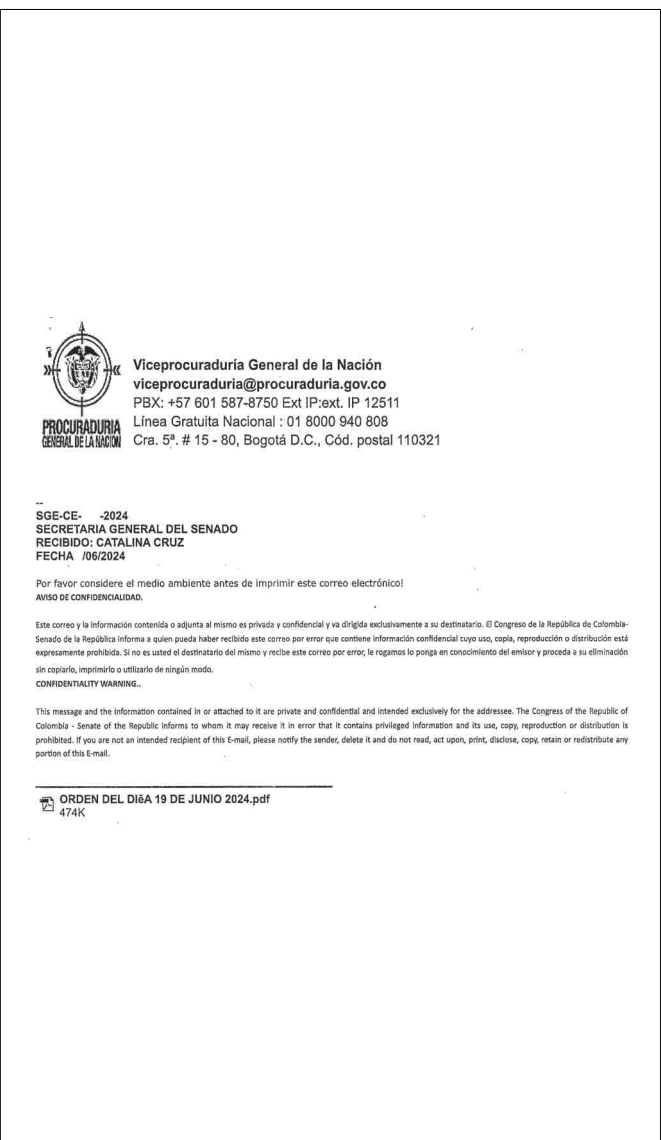 PROCURADURIA
GENERAL DE LA NACION
Viceprocuraduría General de la Nación
viceprocuraduria@procuraduria.gov.co
PBX: +57 601 587-8750 Ext IP:ext. IP 12511
Línea Gratuita Nacional : 01 8000 940 808
Cra. 5ª. # 15 - 80, Bogotá D.C., Cód. postal 110321
--
SGE-CE- -2024
SECRETARIA GENERAL DEL SENADO
RECIBIDO: CATALINA CRUZ
FECHA /06/2024
Por favor considere el medio ambiente antes de imprimir este correo electrónico!
AVISO DE CONFIDENCIALIDAD.
Este correo y la información contenida o adjunta al mismo es privada y confidencial y va dirigida exclusivamente a su destinatario. El Congreso de la República de Colombia-
Senado de la República informa a quien pueda haber recibido este correo por error que contiene información confidencial cuyo uso, copia, reproducción o distribución está
expresamente prohibida. Si no es usted el destinatario del mismo y recibe este correo por error, le rogamos lo ponga en conocimiento del emisor y proceda a su eliminación
sin copiarlo, imprimirlo o utilizarlo de ningún modo.
CONFIDENTIALITY WARNING..
This message and the information contained in or attached to it are private and confidential and intended exclusively for the addressee. The Congress of the Republic of
Colombia - Senate of the Republic informs to whom it may receive it in error that it contains privileged information and its use, copy, reproduction or distribution is
prohibited. If you are not an intended recipient of this E-mail, please notify the sender, delete it and do not read, act upon, print, disclose, copy, retain or redistribute any
portion of this E-mail.
ORDEN DEL DIěA 19 DE JUNIO 2024.pdf
474K